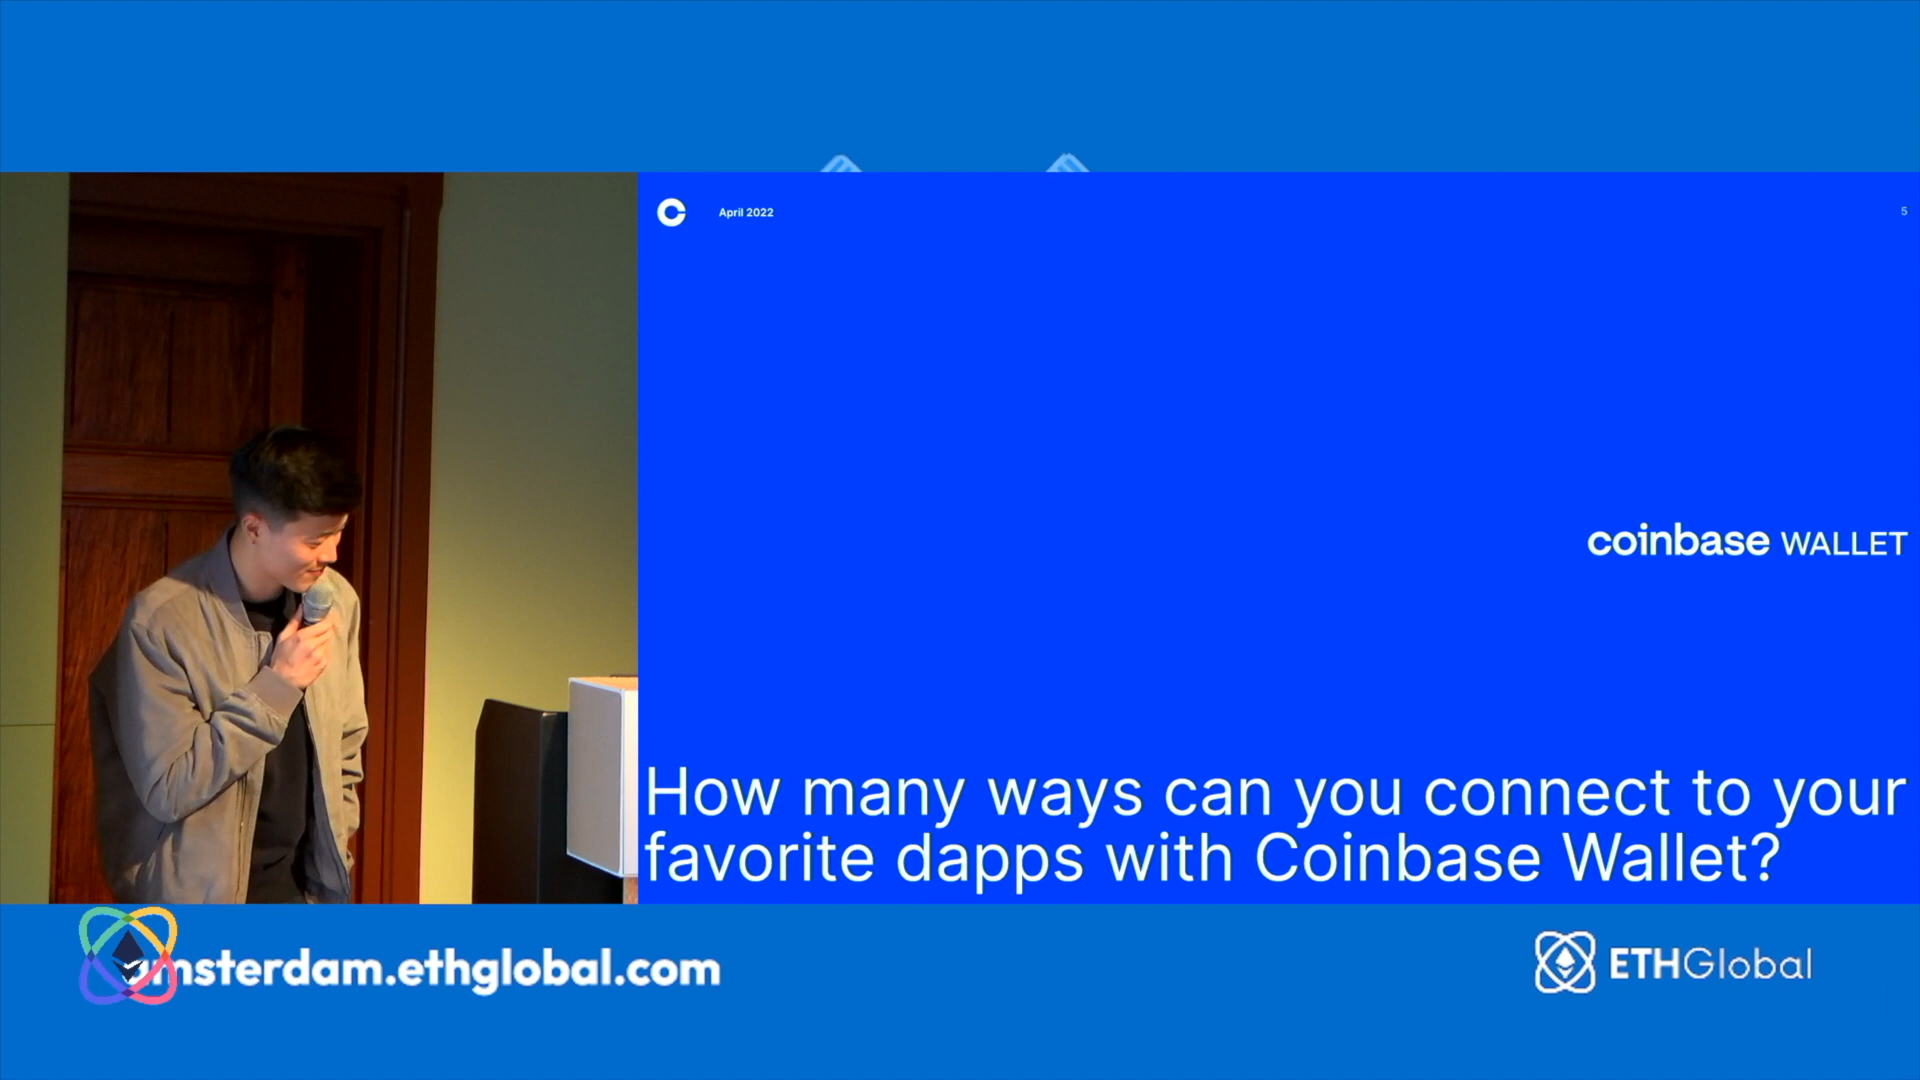 April 2022
5
coinbase WALLET
How many ways can you connect to your
favorite dapps with Coinbase Wallet?
amsterdam.ethglobal.com
ETHGlobal